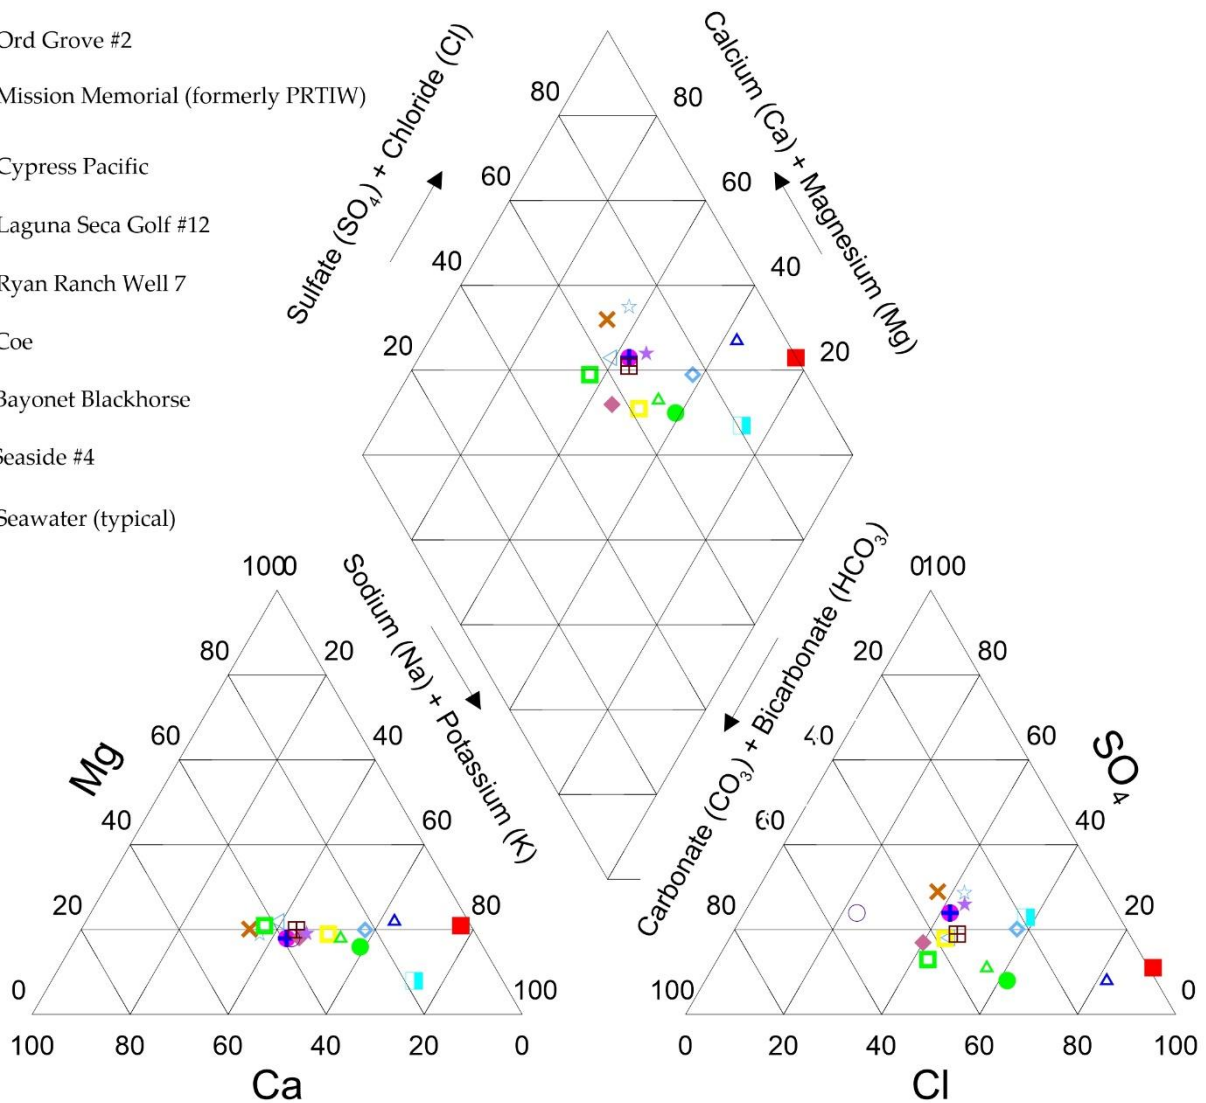 Ord Grove #2
Mission Memorial (formerly PRTIW)
Cypress Pacific
Laguna Seca Golf #12
Ryan Ranch Well 7
Coe
Bayonet Blackhorse
Seaside #4
Seawater (typical)
Sulfate (SO4) + Chloride (Cl)
Calcium (Ca) + Magnesium (Mg)
80 80
60 60
40 40
20 20
Sodium (Na) + Potassium (K)
Carbonate (CO3) + Bicarbonate (HCO3)
1000 0100
80 20 20 80
60 40 40 60
Mg SO4
40 60 60 40
20 80 80 20
0 100 100 0
100 80 60 40 20 0 0 20 40 60 80 100
Ca Cl